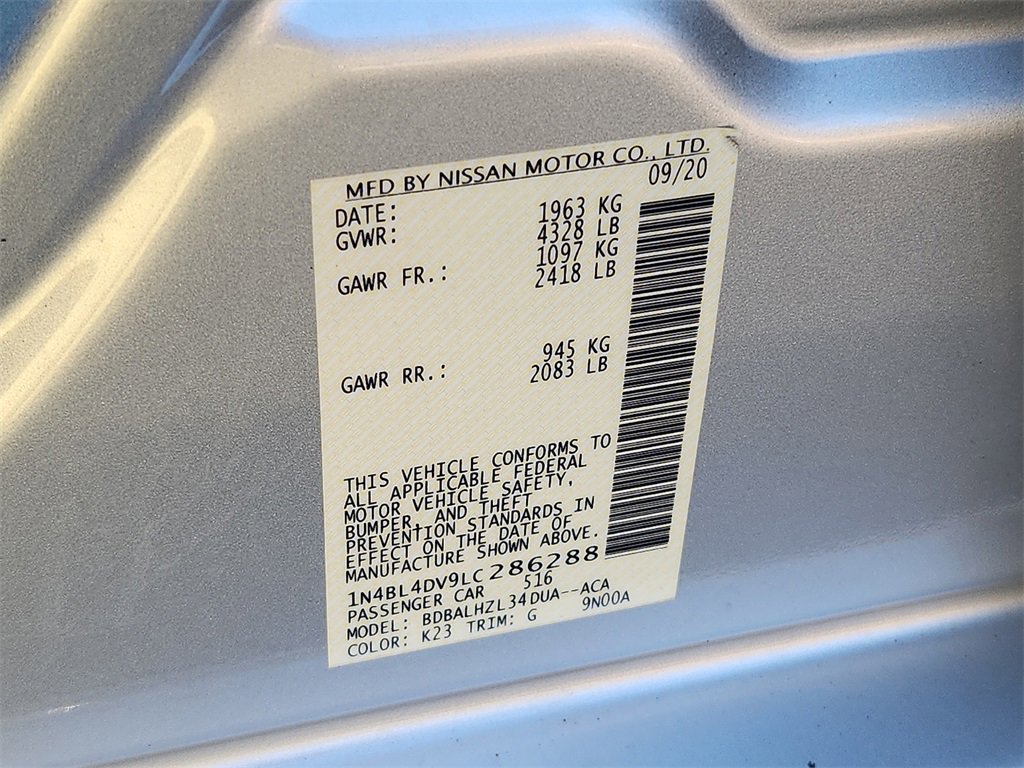 MFD BY NISSAN MOTOR CO., LTD.
DATE: 09/20
GVWR: 1963 KG
4328 LB
GAWR FR.: 1097 KG
2418 LB
GAWR RR.: 945 KG
2083 LB
THIS VEHICLE CONFORMS TO
ALL APPLICABLE FEDERAL
MOTOR VEHICLE SAFETY,
BUMPER, AND THEFT
PREVENTION STANDARDS IN
EFFECT ON THE DATE OF
MANUFACTURE SHOWN ABOVE.
1N4BL4DV9LC286288
PASSENGER CAR 516
MODEL: BDBALHZL34DUA--ACA
COLOR: K23 TRIM: G 9N00A